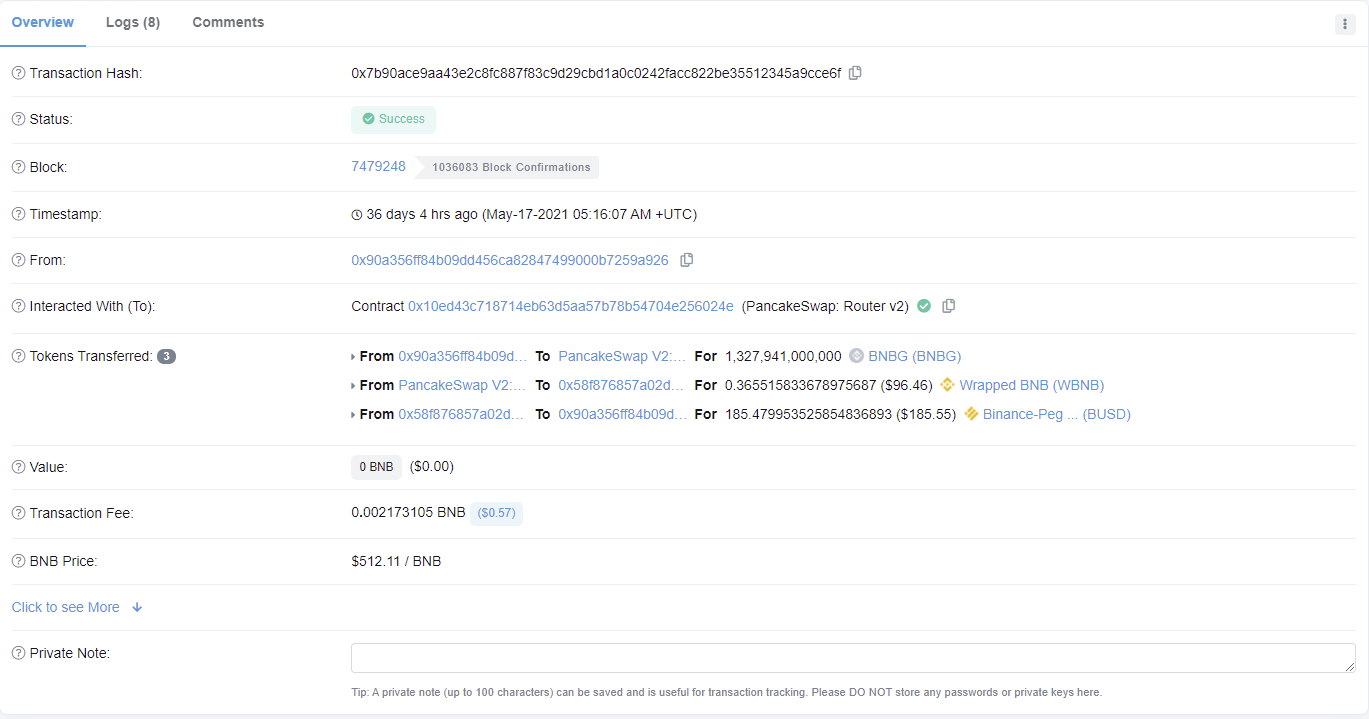 Overview Logs (8) Comments
Transaction Hash: 0x7b90ace9aa43e2c8fc887f83c9d29cbd1a0c0242facc822be35512345a9cce6f
Status: Success
Block: 7479248 1036083 Block Confirmations
Timestamp: 36 days 4 hrs ago (May-17-2021 05:16:07 AM +UTC)
From: 0x90a356ff84b09dd456ca82847499000b7259a926
Interacted With (To): Contract 0x10ed43c718714eb63d5aa57b78b54704e256024e (PancakeSwap: Router v2)
Tokens Transferred: 3 From 0x90a356ff84b09d... To PancakeSwap V2:... For 1,327,941,000,000 BNBG (BNBG)
From PancakeSwap V2:... To 0x58f876857a02d... For 0.365515833678975687 ($96.46) Wrapped BNB (WBNB)
From 0x58f876857a02d... To 0x90a356ff84b09d... For 185.479953525854836893 ($185.55) Binance-Peg ... (BUSD)
Value: 0 BNB ($0.00)
Transaction Fee: 0.002173105 BNB ($0.57)
BNB Price: $512.11 / BNB
Click to see More
Private Note:
Tip: A private note (up to 100 characters) can be saved and is useful for transaction tracking. Please DO NOT store any passwords or private keys here.